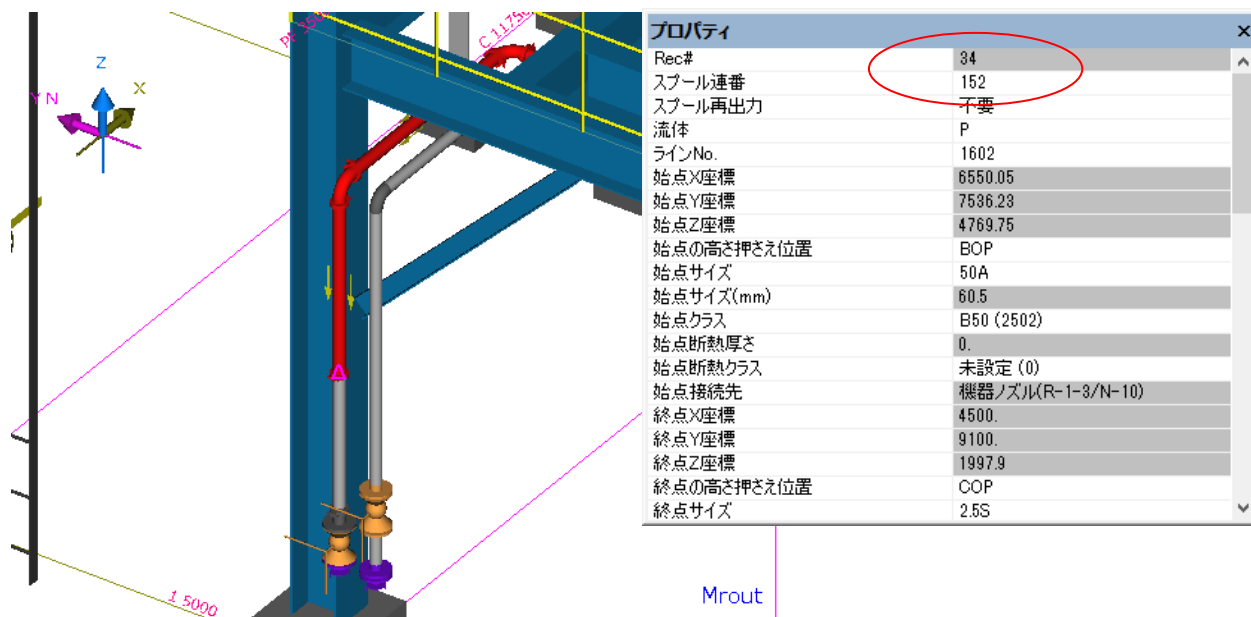 プロパティ
Rec# 34
スプール連番 152
スプール再出力 不要
流体 P
ラインNo. 1602
始点X座標 6550.05
始点Y座標 7536.23
始点Z座標 4769.75
始点の高さ押さえ位置 BOP
始点サイズ 50A
始点サイズ(mm) 60.5
始点クラス B50 (2502)
始点断熱厚さ 0.
始点断熱クラス 未設定 (0)
始点接続先 機器ノズル(R-1-3/N-10)
終点X座標 4500.
終点Y座標 9100.
終点Z座標 1997.9
終点の高さ押さえ位置 COP
終点サイズ 2.5S
C 11750
Z
X
Y N
1 5000
Mrout